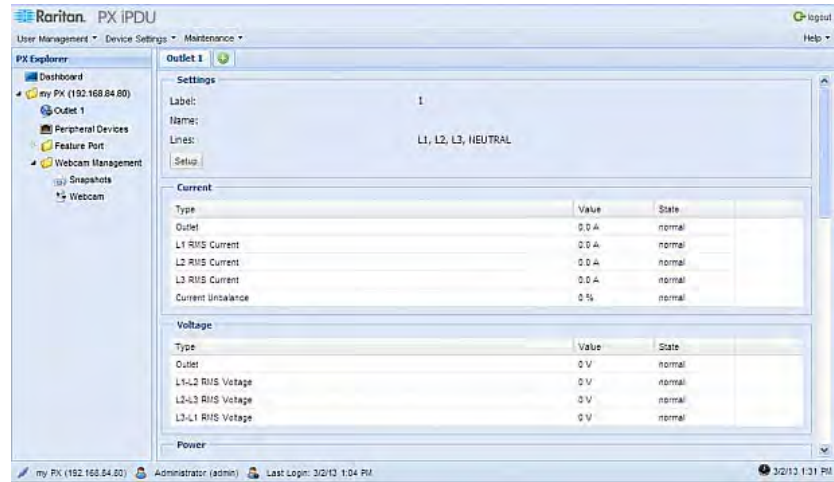 Raritan. PX iPDU
logout
User Management Device Settings Maintenance
Help
PX Explorer
Dashboard
my PX (192.168.84.80)
Outlet 1
Peripheral Devices
Feature Port
Webcam Management
Snapshots
Webcam
Outlet 1
Settings
Label: 1
Name:
Lines: L1, L2, L3, NEUTRAL
Setup
Current
Type Value State
Outlet 0.0 A normal
L1 RMS Current 0.0 A normal
L2 RMS Current 0.0 A normal
L3 RMS Current 0.0 A normal
Current Unbalance 0 % normal
Voltage
Type Value State
Outlet 0 V normal
L1-L2 RMS Voltage 0 V normal
L2-L3 RMS Voltage 0 V normal
L3-L1 RMS Voltage 0 V normal
Power
my PX (192.168.84.80) Administrator (admin) Last Login: 3/2/13 1:04 PM 3/2/13 1:31 PM